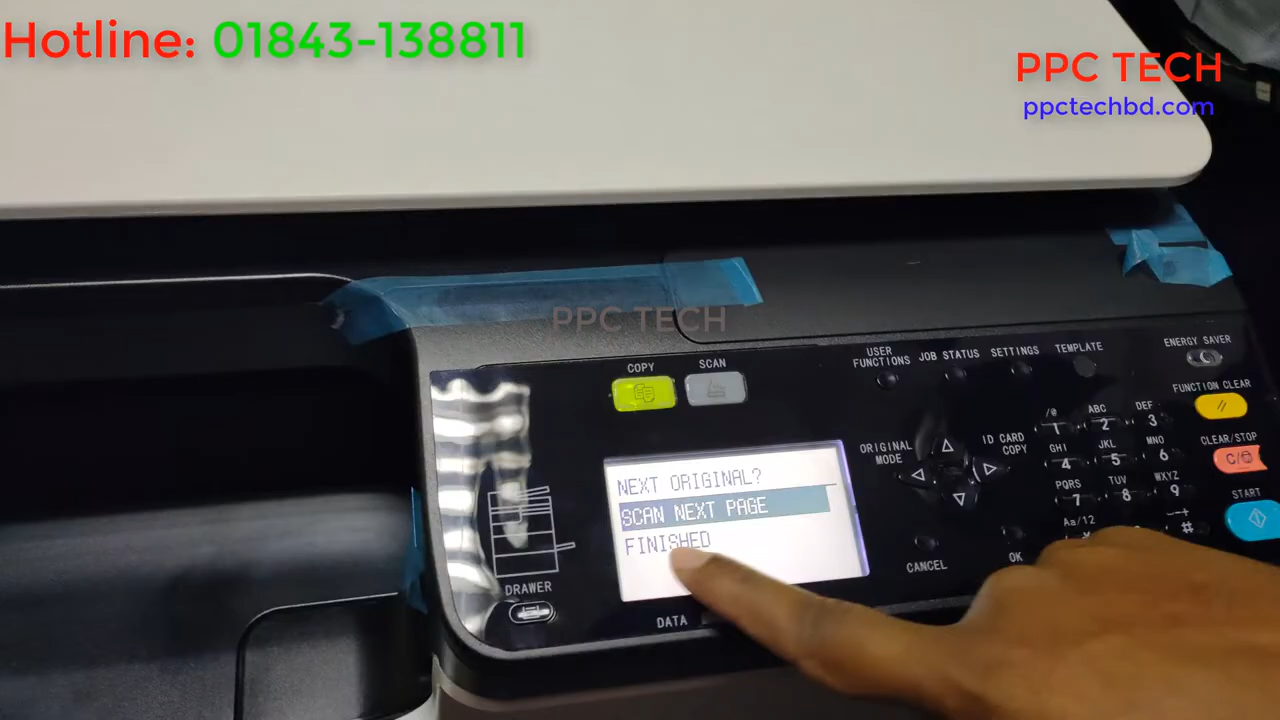 Hotline: 01843-138811
PPC TECH
ppctechbd.com
PPC TECH
COPY
SCAN
USER
FUNCTIONS
JOB STATUS
SETTINGS
TEMPLATE
ENERGY SAVER
FUNCTION CLEAR
CLEAR/STOP
C/
START
ORIGINAL
MODE
ID CARD
COPY
/@
1
ABC
2
DEF
3
GHI
4
JKL
5
MNO
6
PQRS
7
TUV
8
WXYZ
9
Aa/12
-−+
#
CANCEL
OK
NEXT ORIGINAL?
SCAN NEXT PAGE
FINISHED
DRAWER
DATA